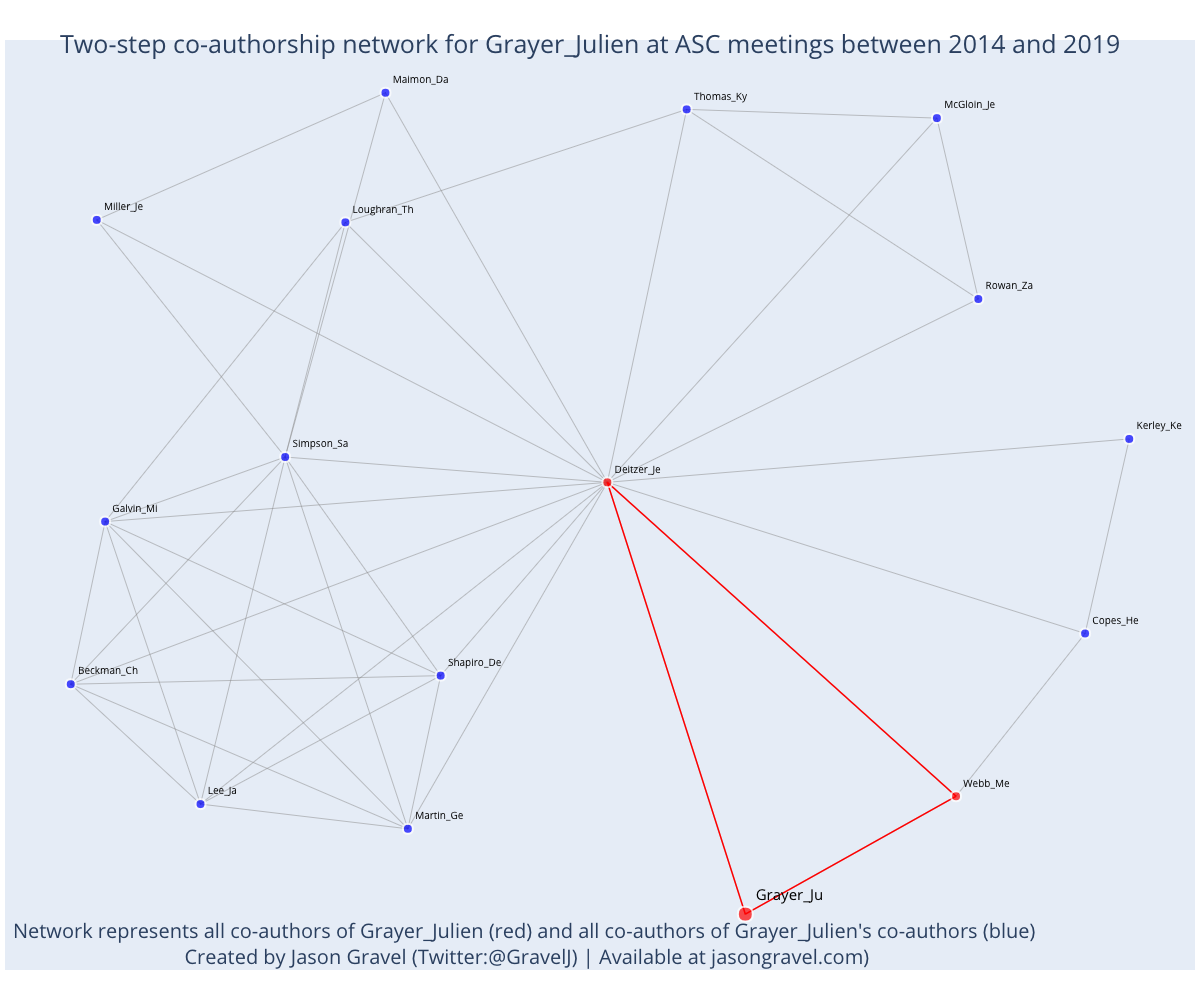 Two-step co-authorship network for Grayer_Julien at ASC meetings between 2014 and 2019
Maimon_Da
Thomas_Ky
McGloin_Je
Miller_Je
Loughran_Th
Rowan_Za
Kerley_Ke
Simpson_Sa
Deitzer_Je
Galvin_Mi
Copes_He
Shapiro_De
Beckman_Ch
Webb_Me
Lee_Ja
Martin_Ge
Grayer_Ju
Network represents all co-authors of Grayer_Julien (red) and all co-authors of Grayer_Julien's co-authors (blue)
Created by Jason Gravel (Twitter:@GravelJ) | Available at jasongravel.com)